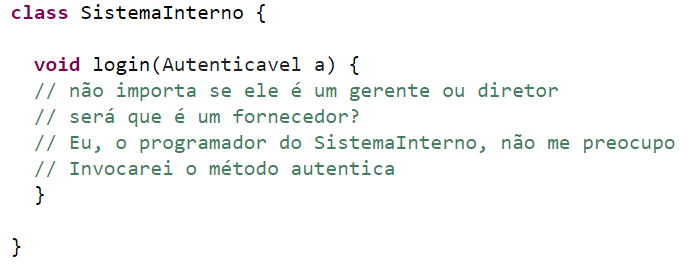 class SistemaInterno {
void login(Autenticavel a) {
// não importa se ele é um gerente ou diretor
// será que é um fornecedor?
// Eu, o programador do SistemaInterno, não me preocupo
// Invocarei o método autentica
}
}